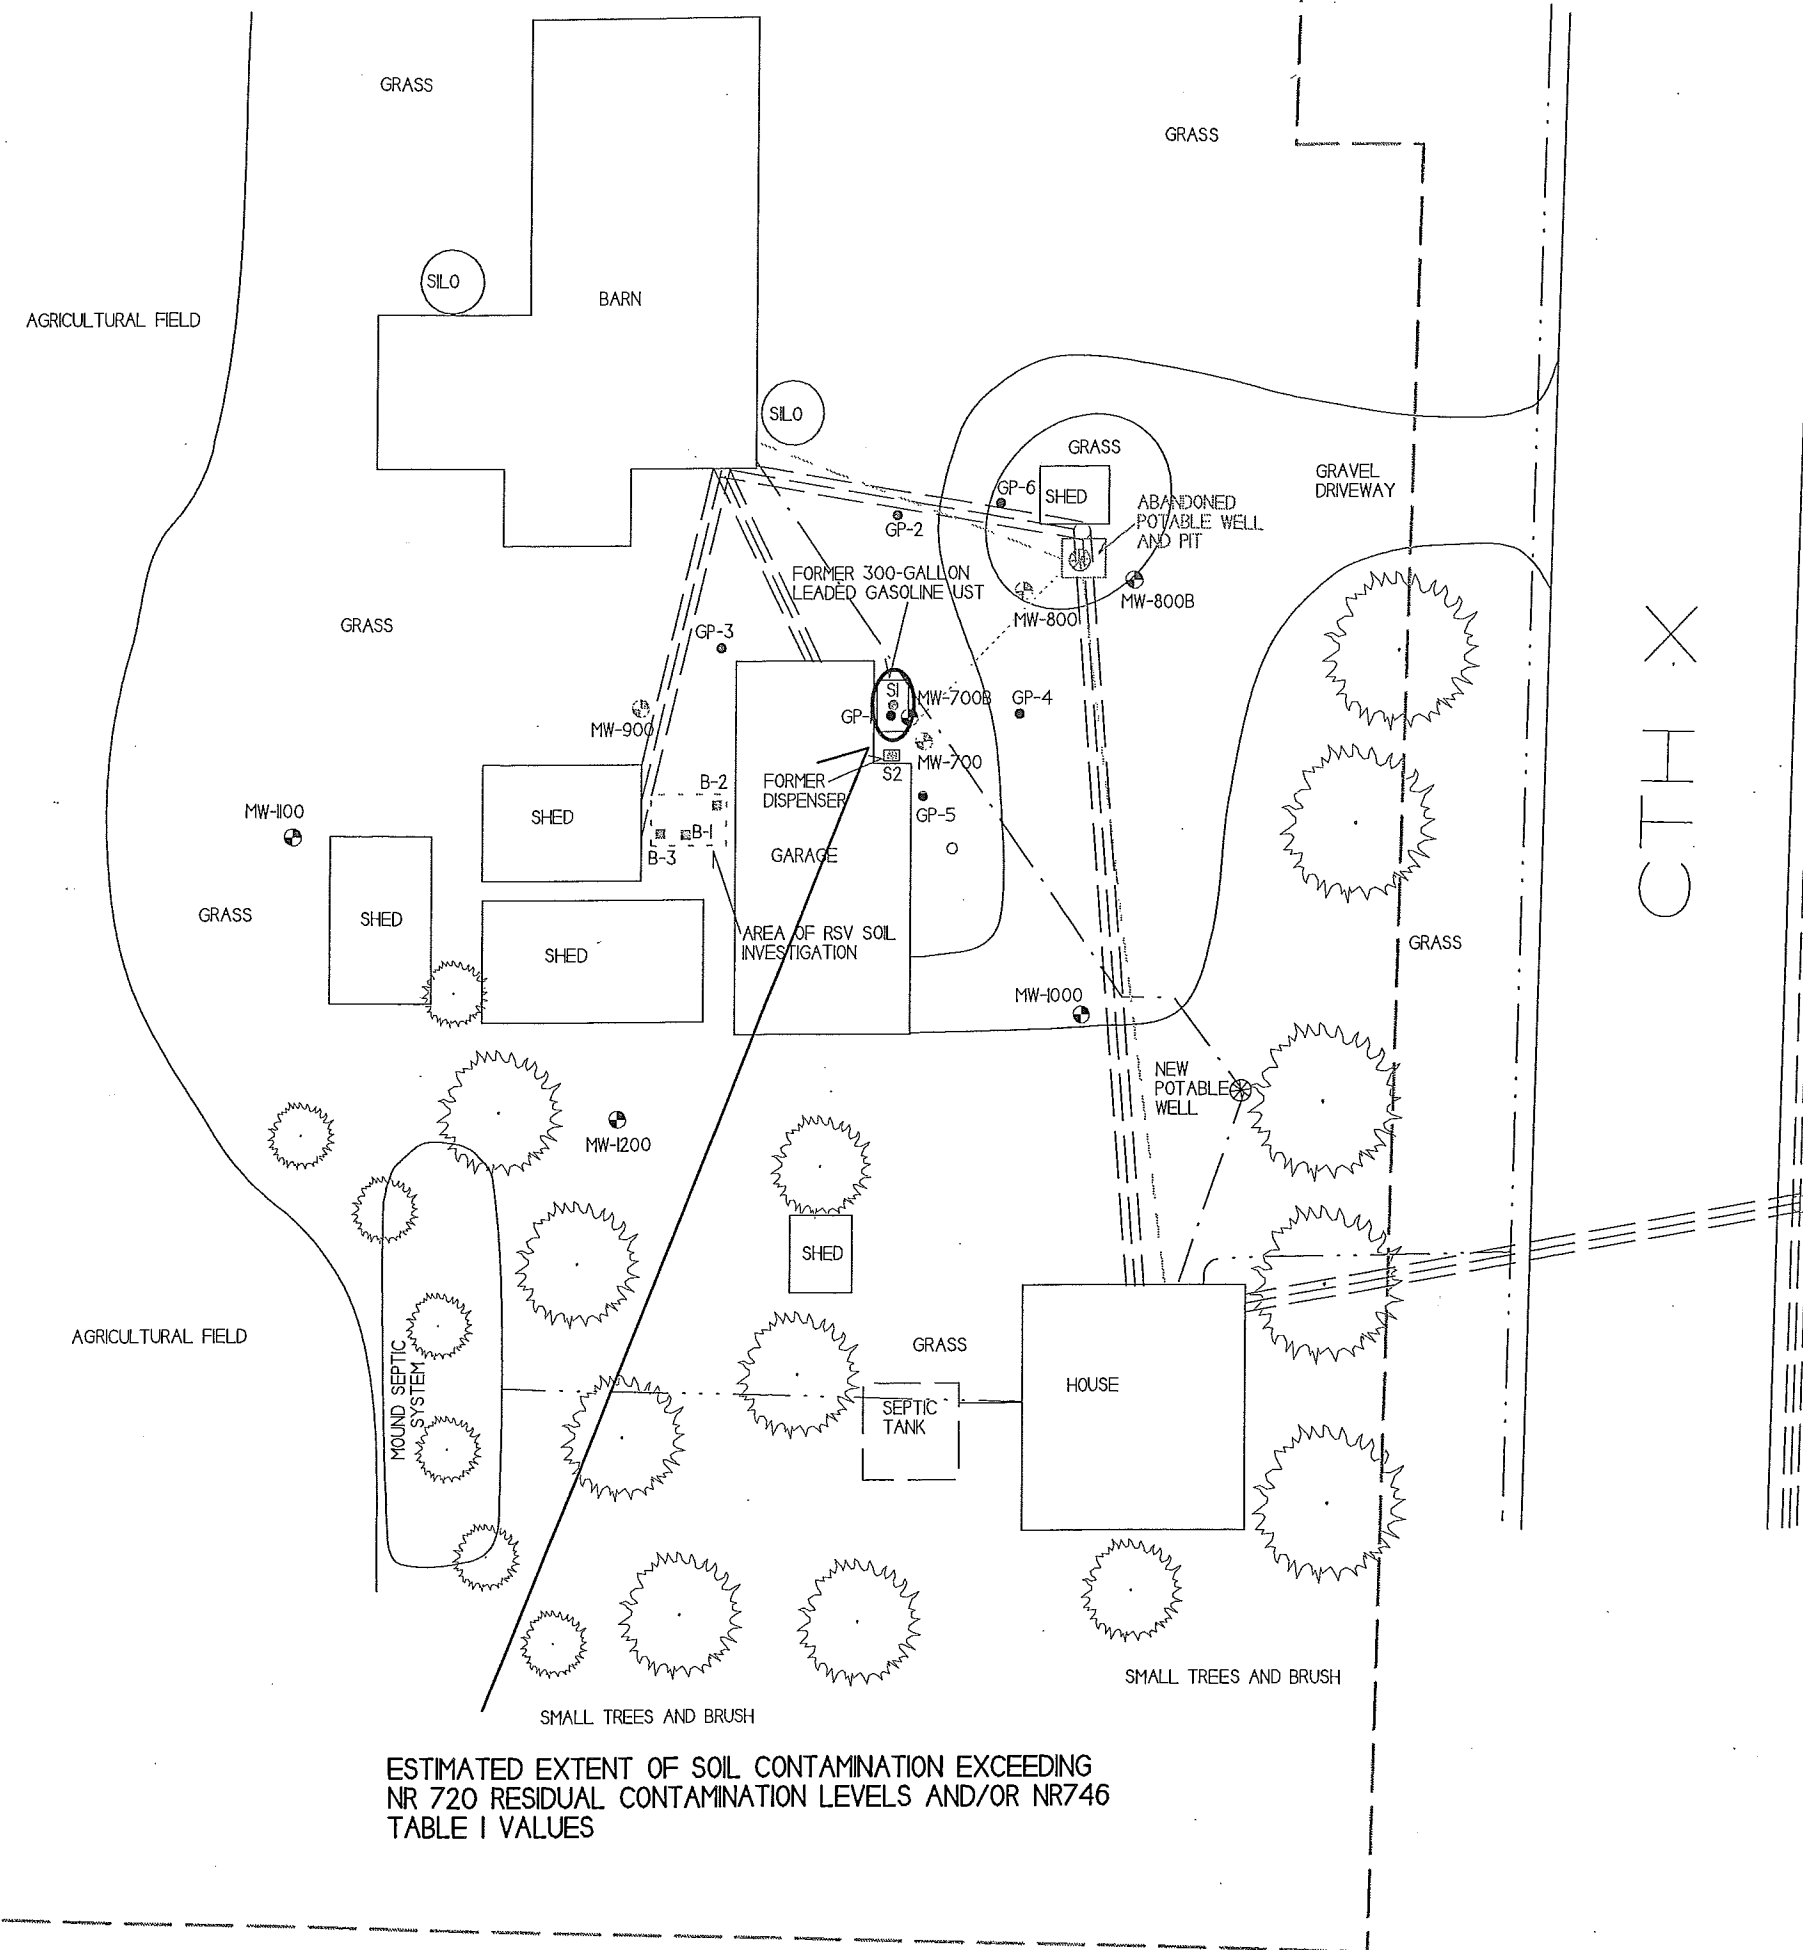 GRASS
GRASS
SILO
BARN
AGRICULTURAL FIELD
SILO
GRASS
GRAVEL
DRIVEWAY
GP-6
SHED
ABANDONED
POTABLE WELL
AND PIT
GP-2
FORMER 300-GALLON
LEADED GASOLINE UST
MW-800B
MW-800
GRASS
GP-3
CTH X
S1
MW-700B
GP-4
GP-1
MW-900
MW-700
S2
FORMER
DISPENSER
B-2
MW-1100
SHED
GP-5
B-1
B-3
GARAGE
GRASS
SHED
AREA OF RSV SOIL
INVESTIGATION
GRASS
SHED
MW-1000
NEW
POTABLE
WELL
MW-1200
SHED
AGRICULTURAL FIELD
GRASS
HOUSE
MOUND SEPTIC
SYSTEM
SEPTIC
TANK
SMALL TREES AND BRUSH
SMALL TREES AND BRUSH
ESTIMATED EXTENT OF SOIL CONTAMINATION EXCEEDING
NR 720 RESIDUAL CONTAMINATION LEVELS AND/OR NR746
TABLE 1 VALUES